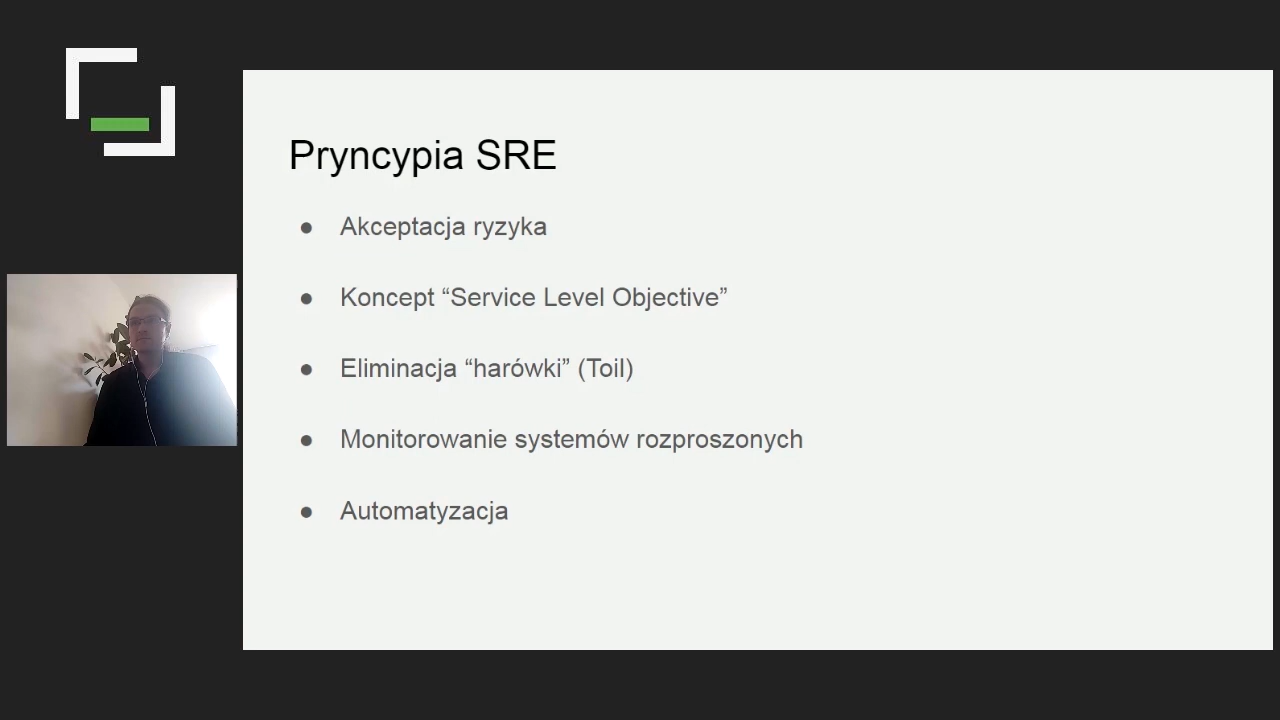 Pryncypia SRE
● Akceptacja ryzyka
● Koncept “Service Level Objective”
● Eliminacja “harówki” (Toil)
● Monitorowanie systemów rozproszonych
● Automatyzacja